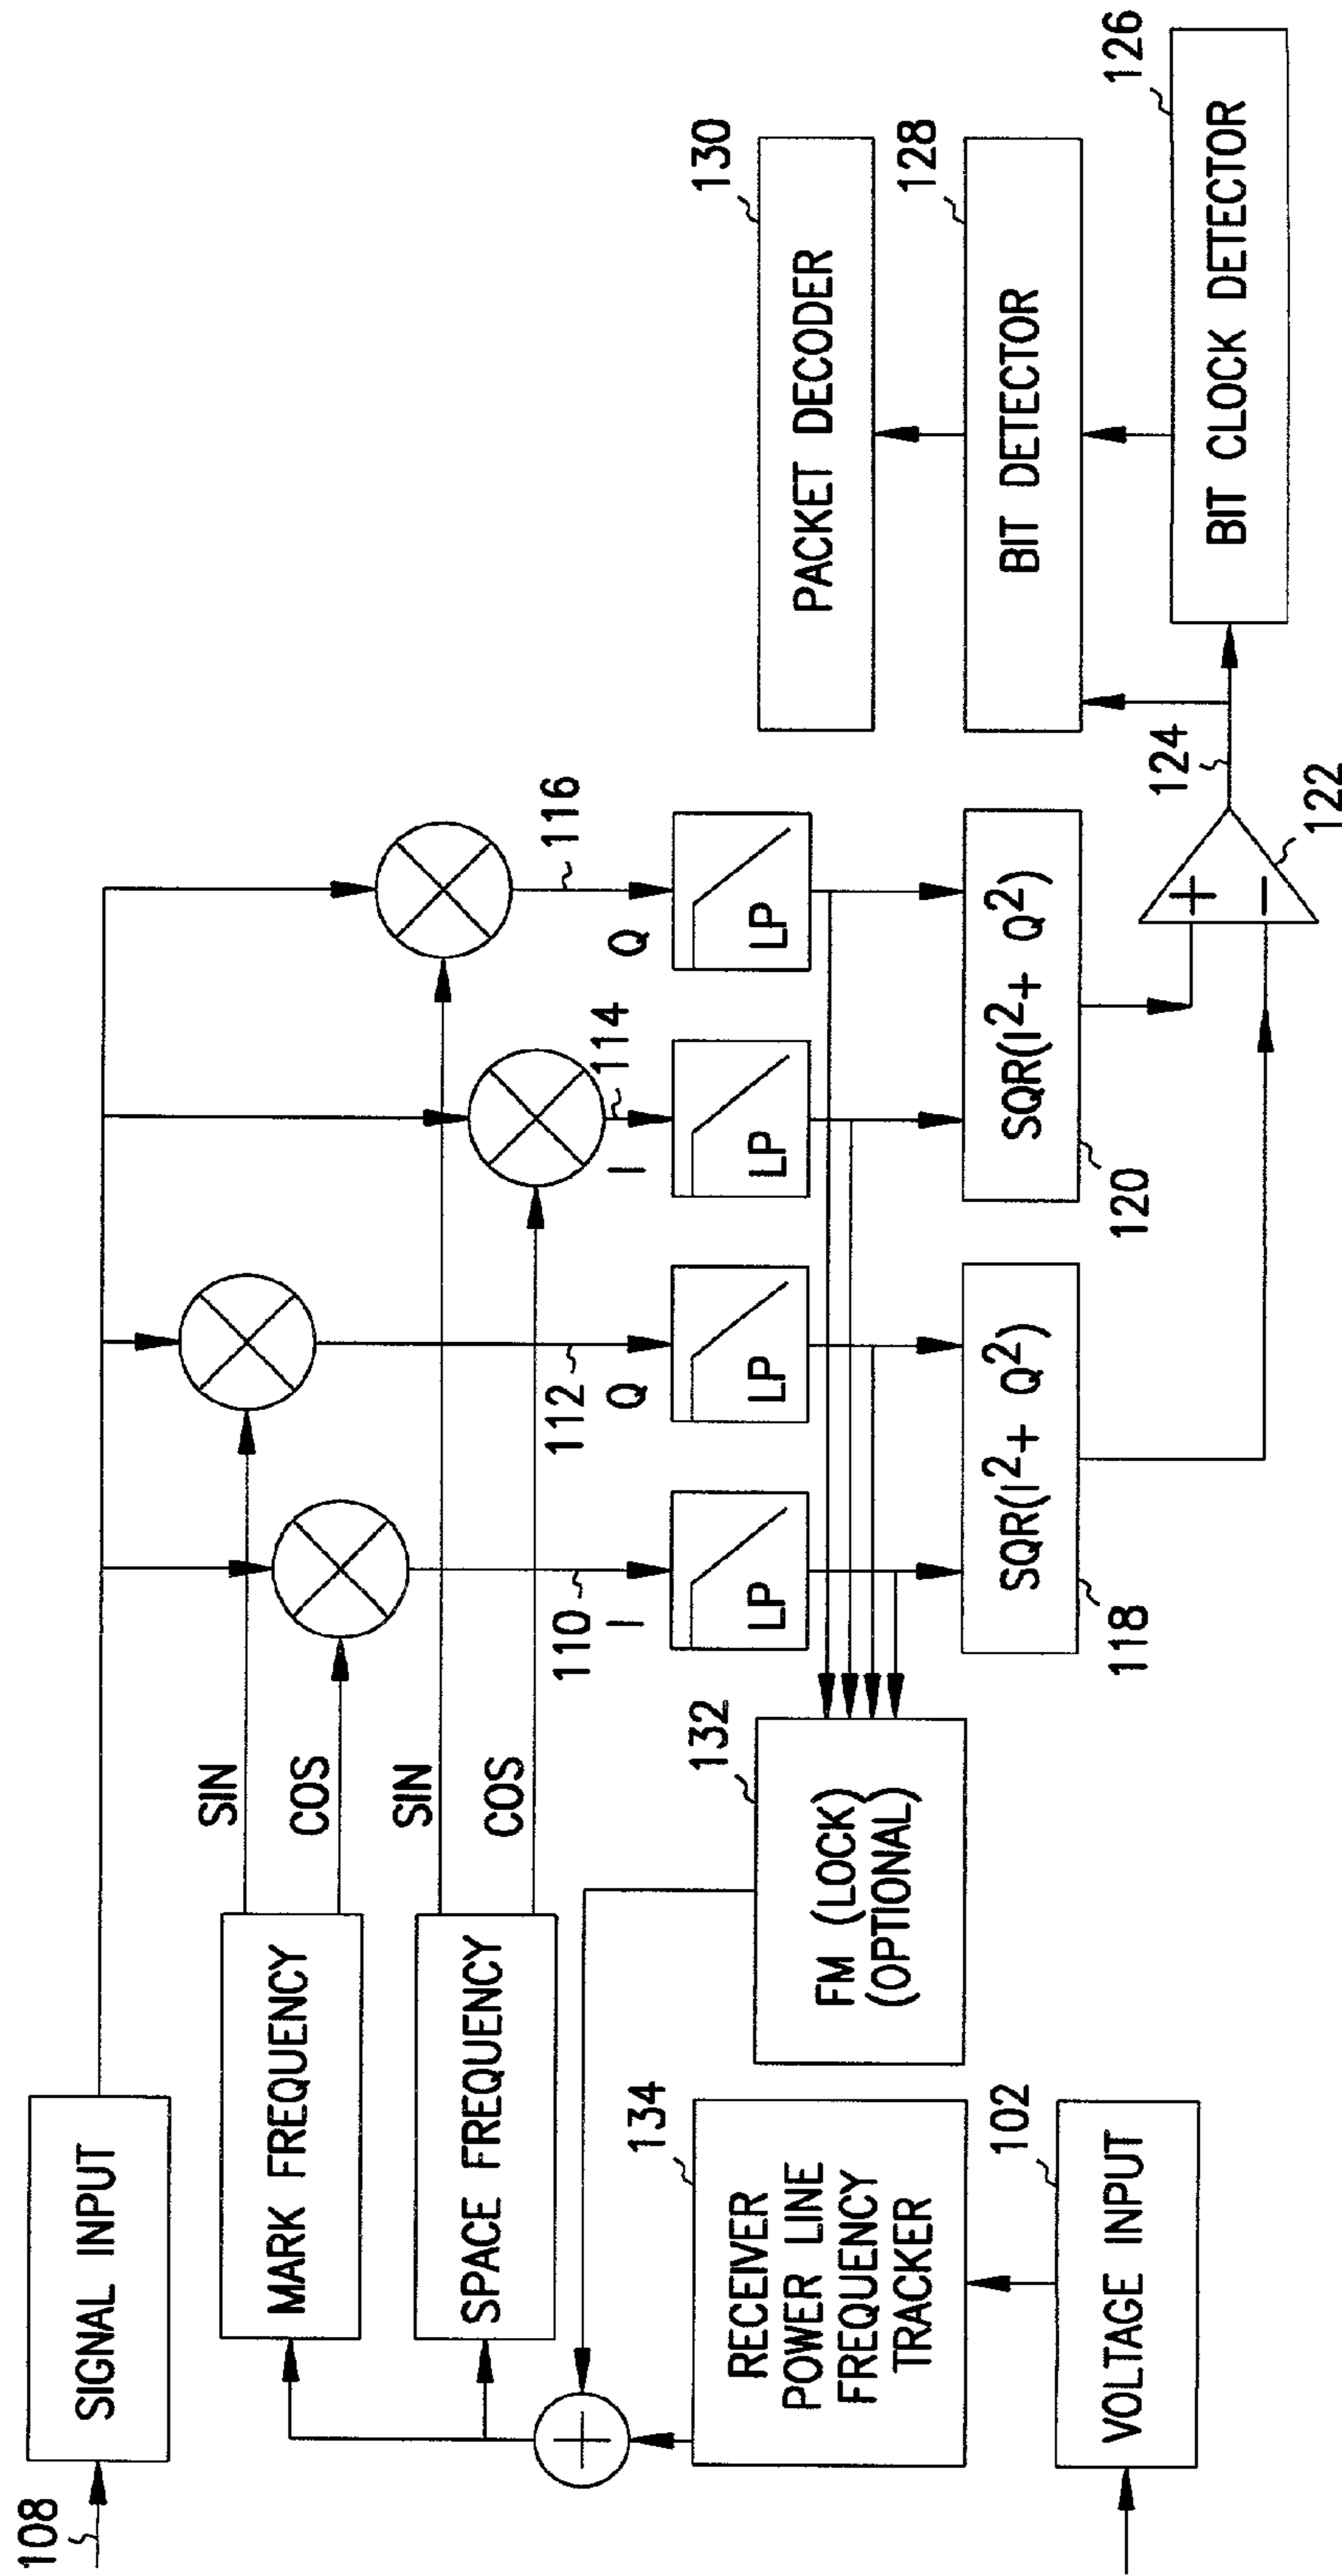 108
SIGNAL INPUT
MARK FREQUENCY
SIN
COS
SPACE FREQUENCY
SIN
COS
110
I
112
Q
114
I
116
Q
LP
LP
LP
LP
132
FM (LOCK)
(OPTIONAL)
134
RECEIVER
POWER LINE
FREQUENCY
TRACKER
102
VOLTAGE INPUT
SQR(I²+ Q²)
118
SQR(I²+ Q²)
120
+
−
122
124
130
PACKET DECODER
128
BIT DETECTOR
126
BIT CLOCK DETECTOR